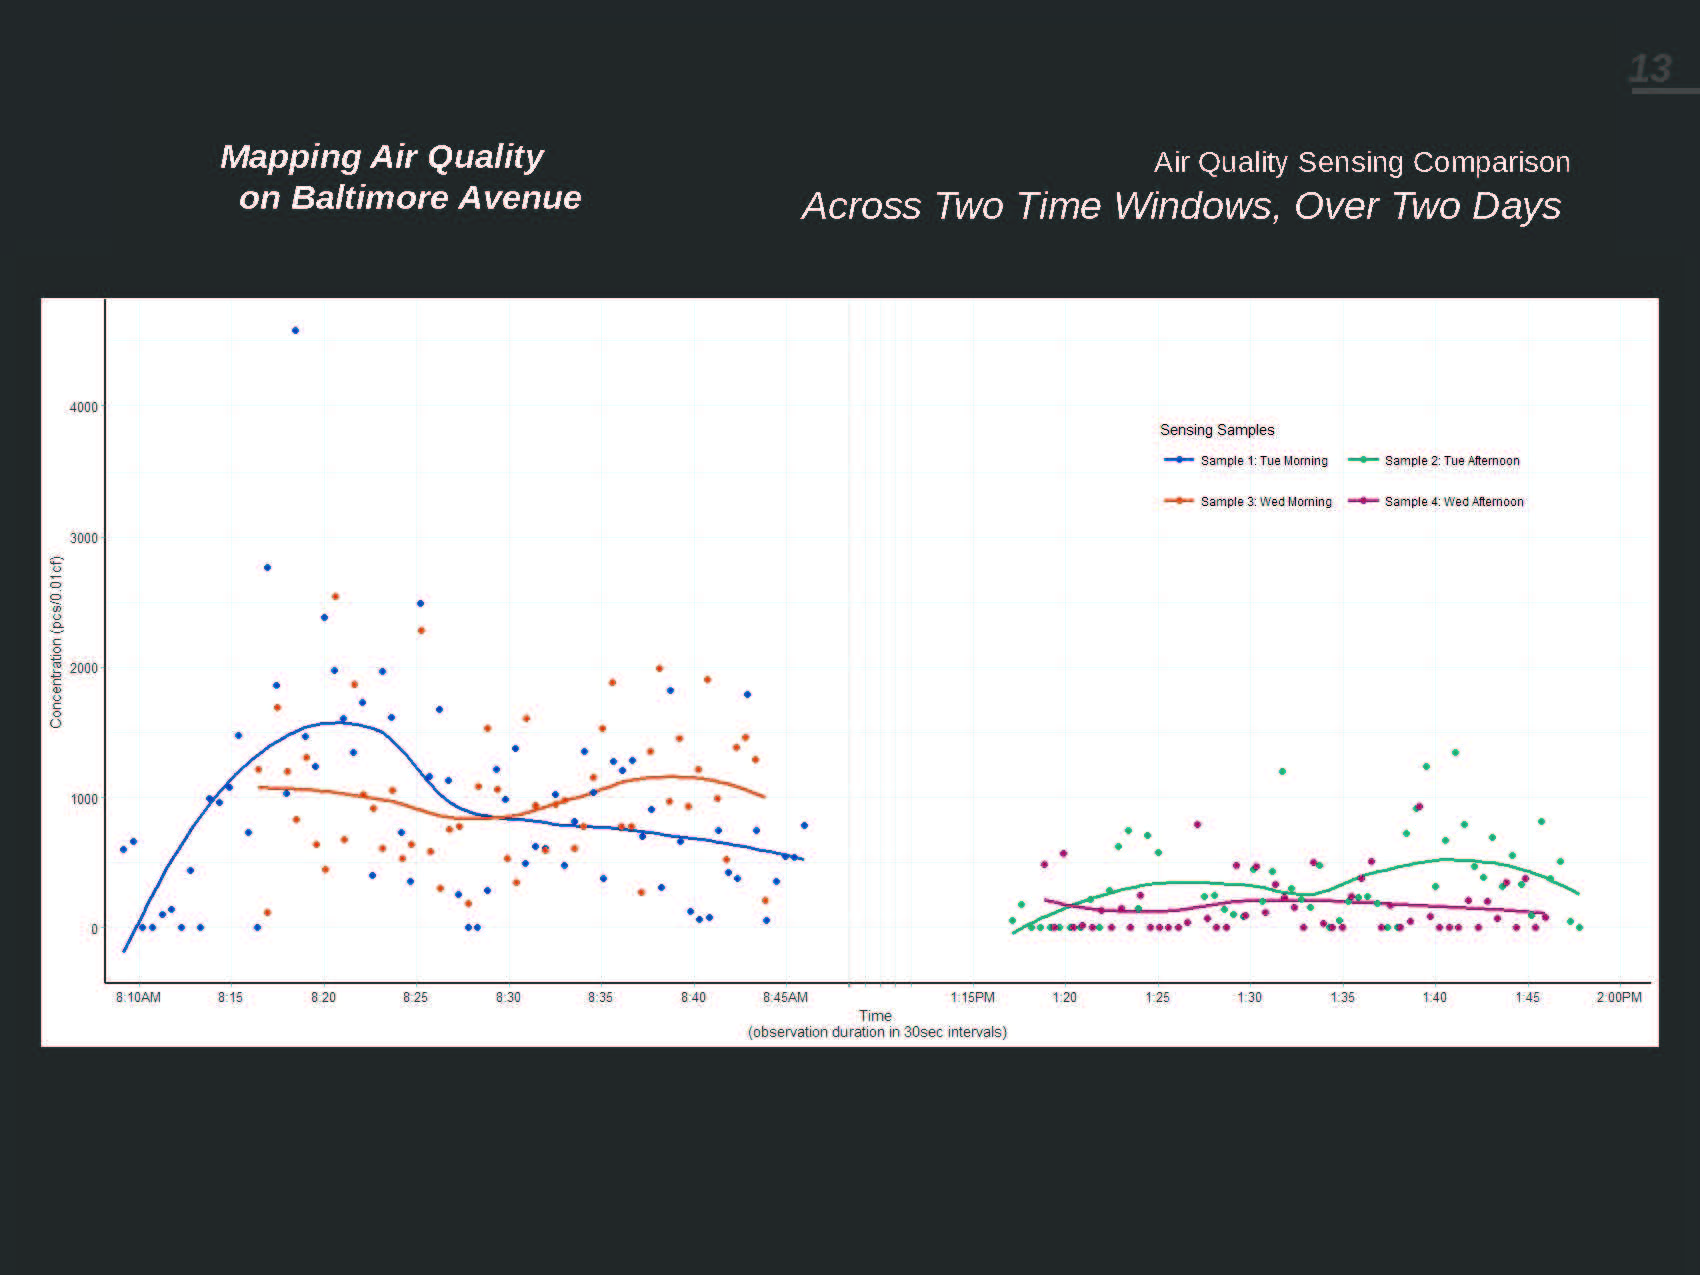 13
Mapping Air Quality
on Baltimore Avenue
Air Quality Sensing Comparison
Across Two Time Windows, Over Two Days
Sensing Samples
Sample 1: Tue Morning
Sample 2: Tue Afternoon
Sample 3: Wed Morning
Sample 4: Wed Afternoon
Concentration (pcs/0.01cf)
4000
3000
2000
1000
0
8:10AM 8:15 8:20 8:25 8:30 8:35 8:40 8:45AM 1:15PM 1:20 1:25 1:30 1:35 1:40 1:45 2:00PM
Time
(observation duration in 30sec intervals)